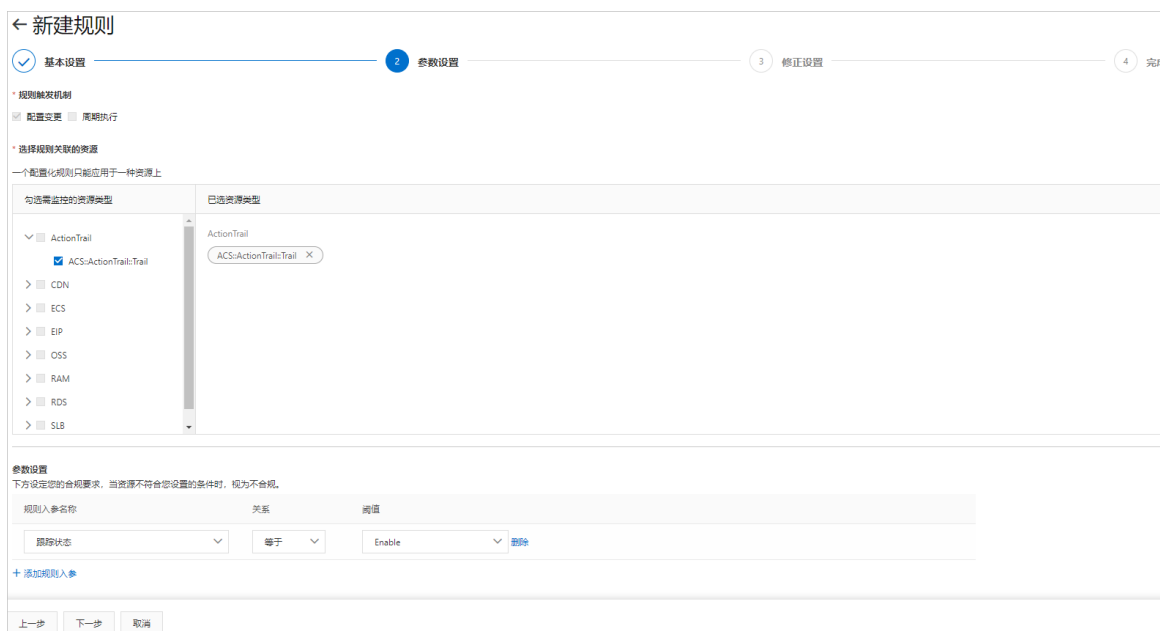 新建规则
基本设置 2 参数设置 3 修正设置 4
* 规则触发机制
配置变更 周期执行
* 选择规则关联的资源
一个配置化规则只能应用于一种资源上
勾选需监控的资源类型 已选资源类型
ActionTrail
ActionTrail
ACS::ActionTrail::Trail
ACS::ActionTrail::Trail
CDN
ECS
EIP
OSS
RAM
RDS
SLB
参数设置
下方设定您的合规要求，当资源不符合您设置的条件时，视为不合规。
规则入参名称 关系 阈值
跟踪状态 等于 Enable 删除
+ 添加规则入参
上一步 下一步 取消